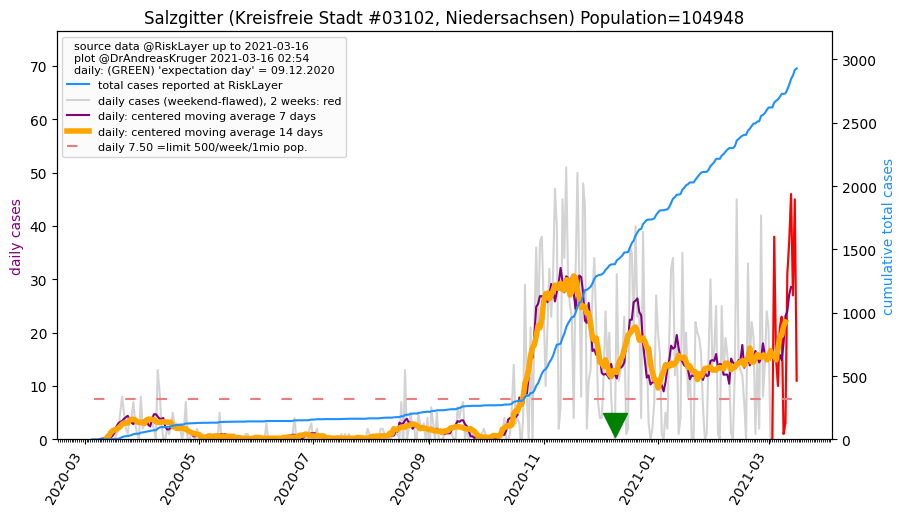 Salzgitter (Kreisfreie Stadt #03102, Niedersachsen) Population=104948
source data @RiskLayer up to 2021-03-16
plot @DrAndreasKruger 2021-03-16 02:54
daily: (GREEN) 'expectation day' = 09.12.2020
total cases reported at RiskLayer
daily cases (weekend-flawed), 2 weeks: red
daily: centered moving average 7 days
daily: centered moving average 14 days
daily 7.50 =limit 500/week/1mio pop.
daily cases
70
60
50
40
30
20
10
0
cumulative total cases
3000
2500
2000
1500
1000
500
0
2020-03
2020-05
2020-07
2020-09
2020-11
2021-01
2021-03